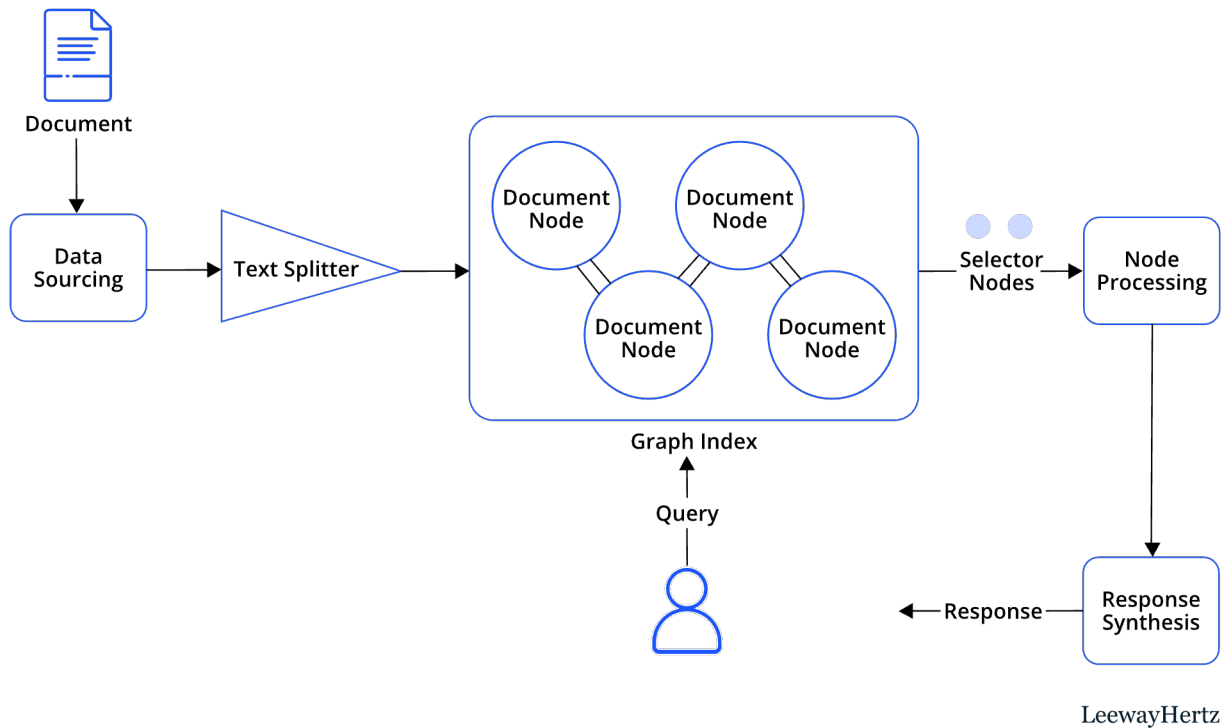 Document
Data
Sourcing
Text Splitter
Document
Node
Document
Node
Document
Node
Document
Node
Graph Index
Selector
Nodes
Node
Processing
Query
Response
Response
Synthesis
LeewayHertz